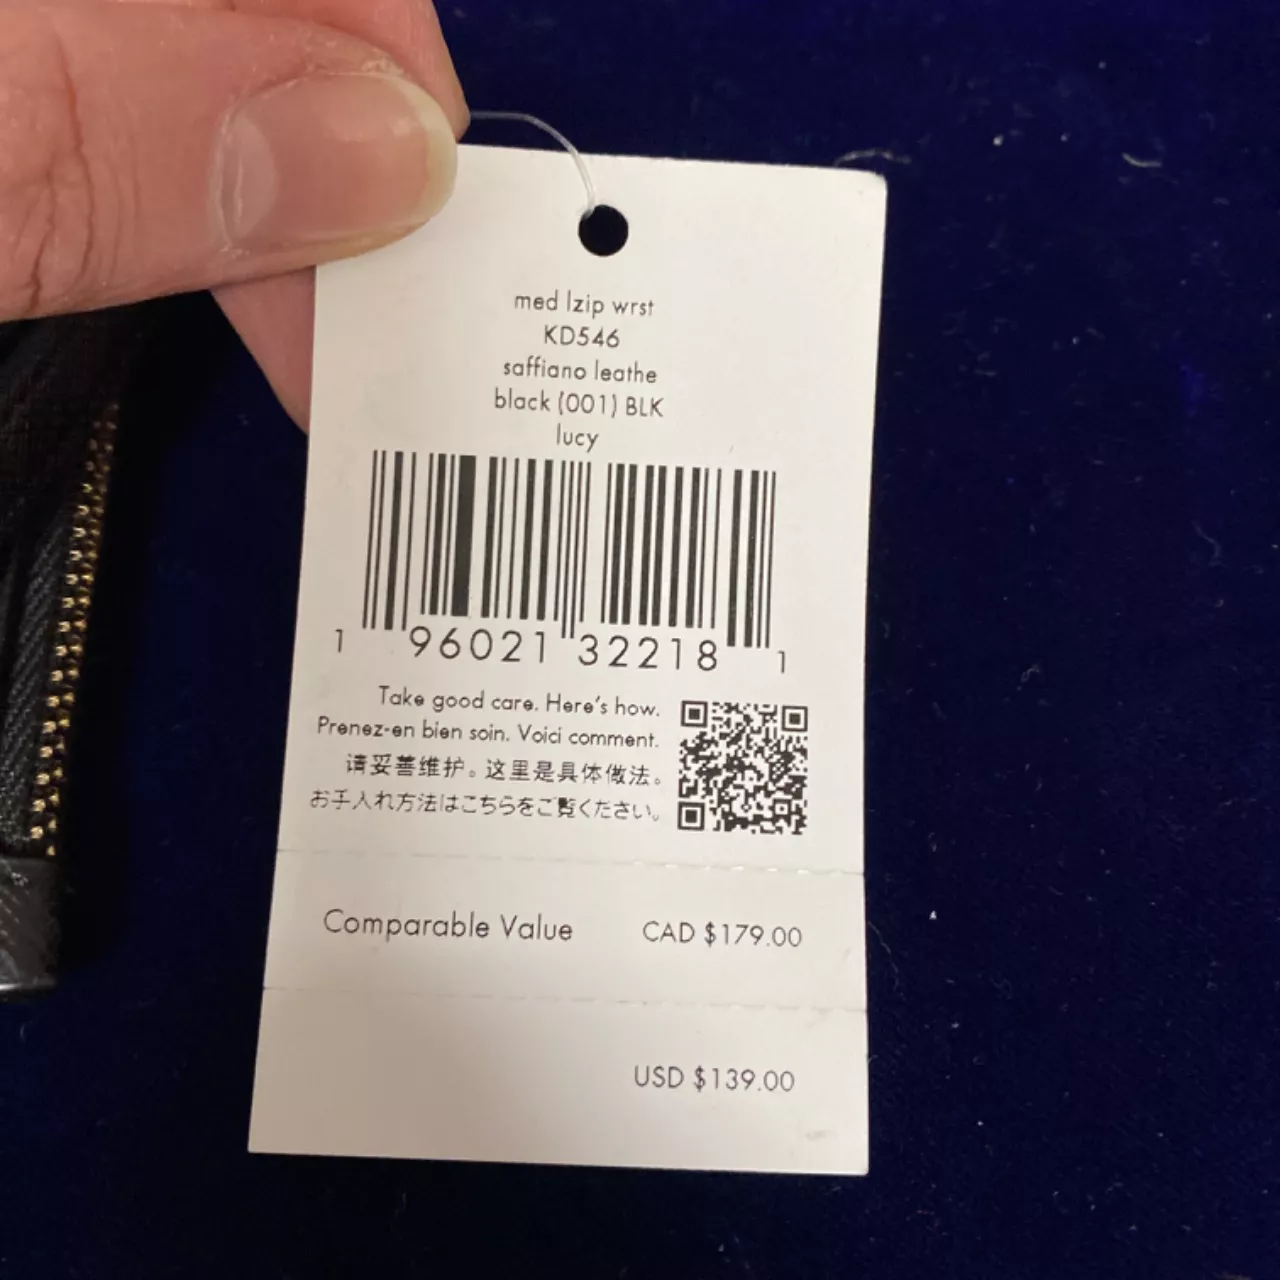 med lzip wrst
KD546
saffiano leathe
black (001) BLK
lucy
1 96021 32218 1
Take good care. Here's how.
Prenez-en bien soin. Voici comment.
请妥善维护。这里是具体做法。
お手入れ方法はこちらをご覧ください。
Comparable Value CAD $179.00
USD $139.00